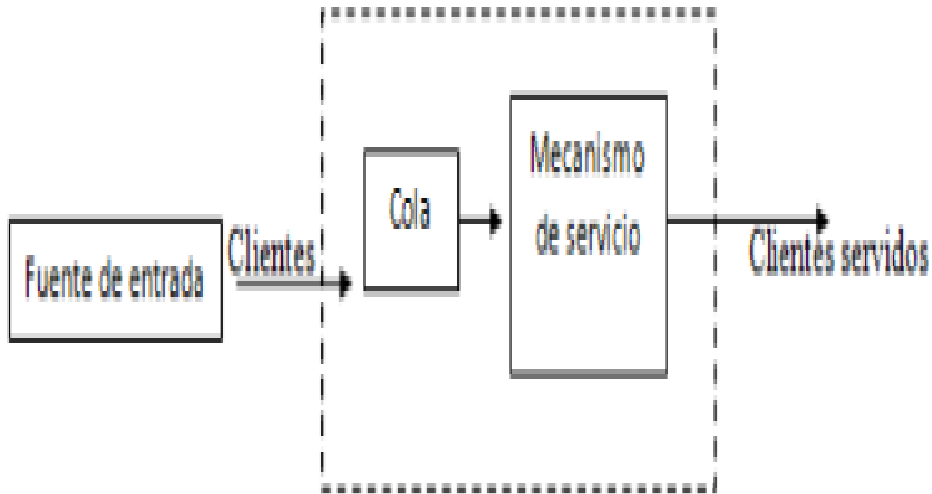 Fuente de entrada
Clientes
Cola
Mecanismo
de servicio
Clientes servidos